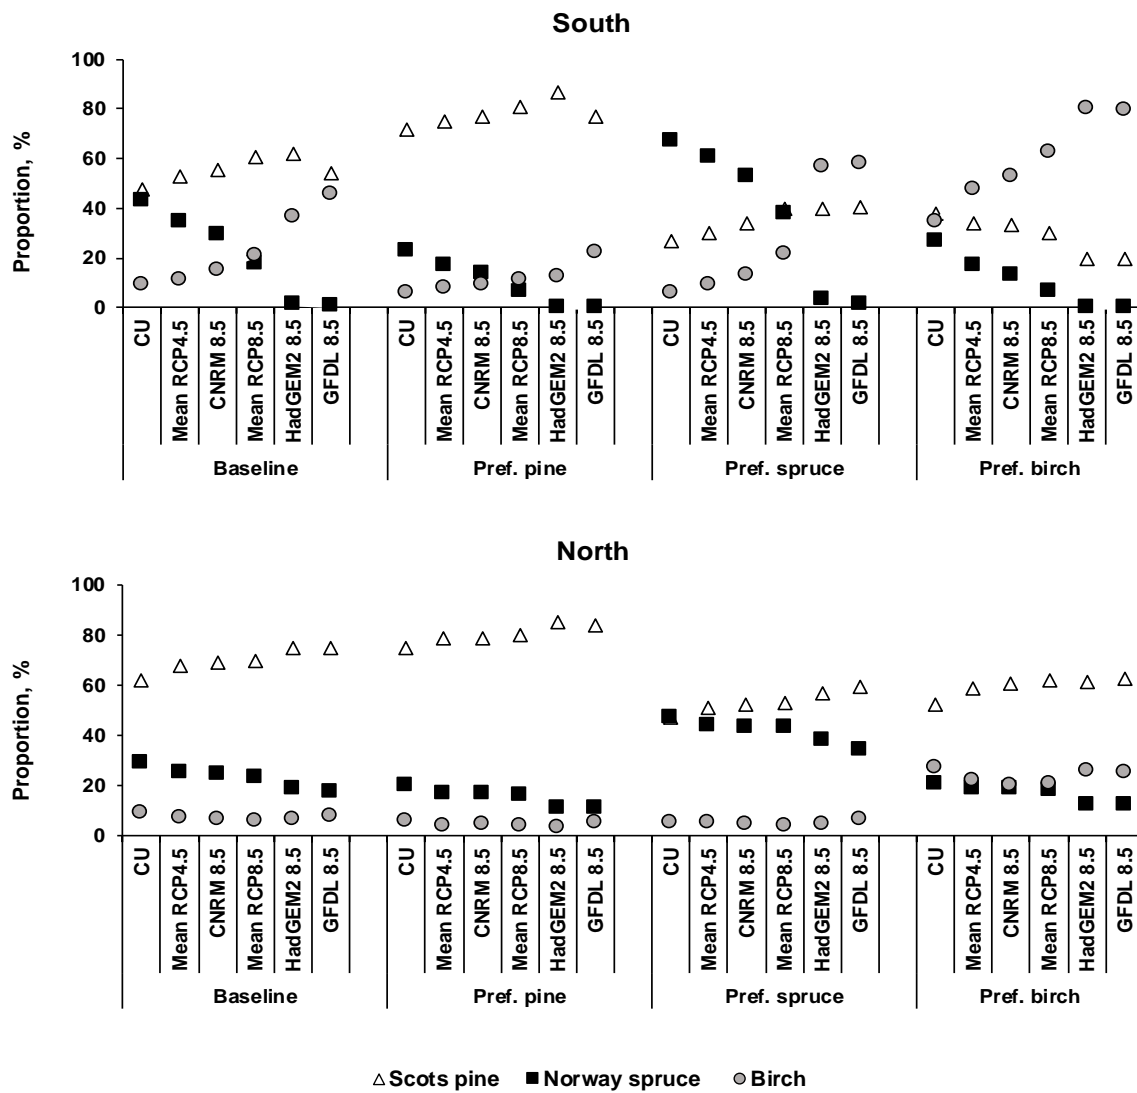 South
Proportion, %
100
80
60
40
20
0
CU
Mean RCP4.5
CNRM 8.5
Mean RCP8.5
HadGEM2 8.5
GFDL 8.5
CU
Mean RCP4.5
CNRM 8.5
Mean RCP8.5
HadGEM2 8.5
GFDL 8.5
CU
Mean RCP4.5
CNRM 8.5
Mean RCP8.5
HadGEM2 8.5
GFDL 8.5
CU
Mean RCP4.5
CNRM 8.5
Mean RCP8.5
HadGEM2 8.5
GFDL 8.5
Baseline
Pref. pine
Pref. spruce
Pref. birch
North
Proportion, %
100
80
60
40
20
0
CU
Mean RCP4.5
CNRM 8.5
Mean RCP8.5
HadGEM2 8.5
GFDL 8.5
CU
Mean RCP4.5
CNRM 8.5
Mean RCP8.5
HadGEM2 8.5
GFDL 8.5
CU
Mean RCP4.5
CNRM 8.5
Mean RCP8.5
HadGEM2 8.5
GFDL 8.5
CU
Mean RCP4.5
CNRM 8.5
Mean RCP8.5
HadGEM2 8.5
GFDL 8.5
Baseline
Pref. pine
Pref. spruce
Pref. birch
Scots pine
Norway spruce
Birch